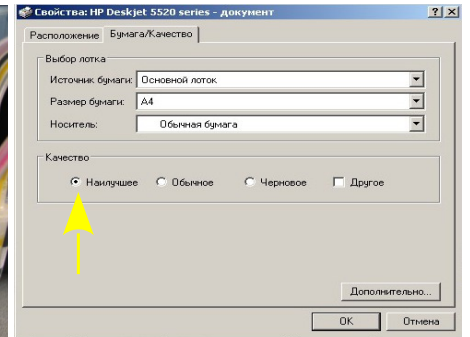 Свойства: HP Deskjet 5520 series - документ
Расположение Бумага/Качество
Выбор лотка
Источник бумаги: Основной лоток
Размер бумаги: A4
Носитель: Обычная бумага
Качество
Наилучшее Обычное Черновое Другое
Дополнительно...
OK Отмена